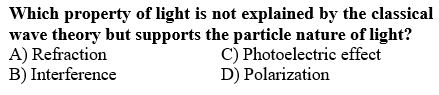 Which property of light is not explained by the classical
wave theory but supports the particle nature of light?
A) Refraction C) Photoelectric effect
B) Interference D) Polarization